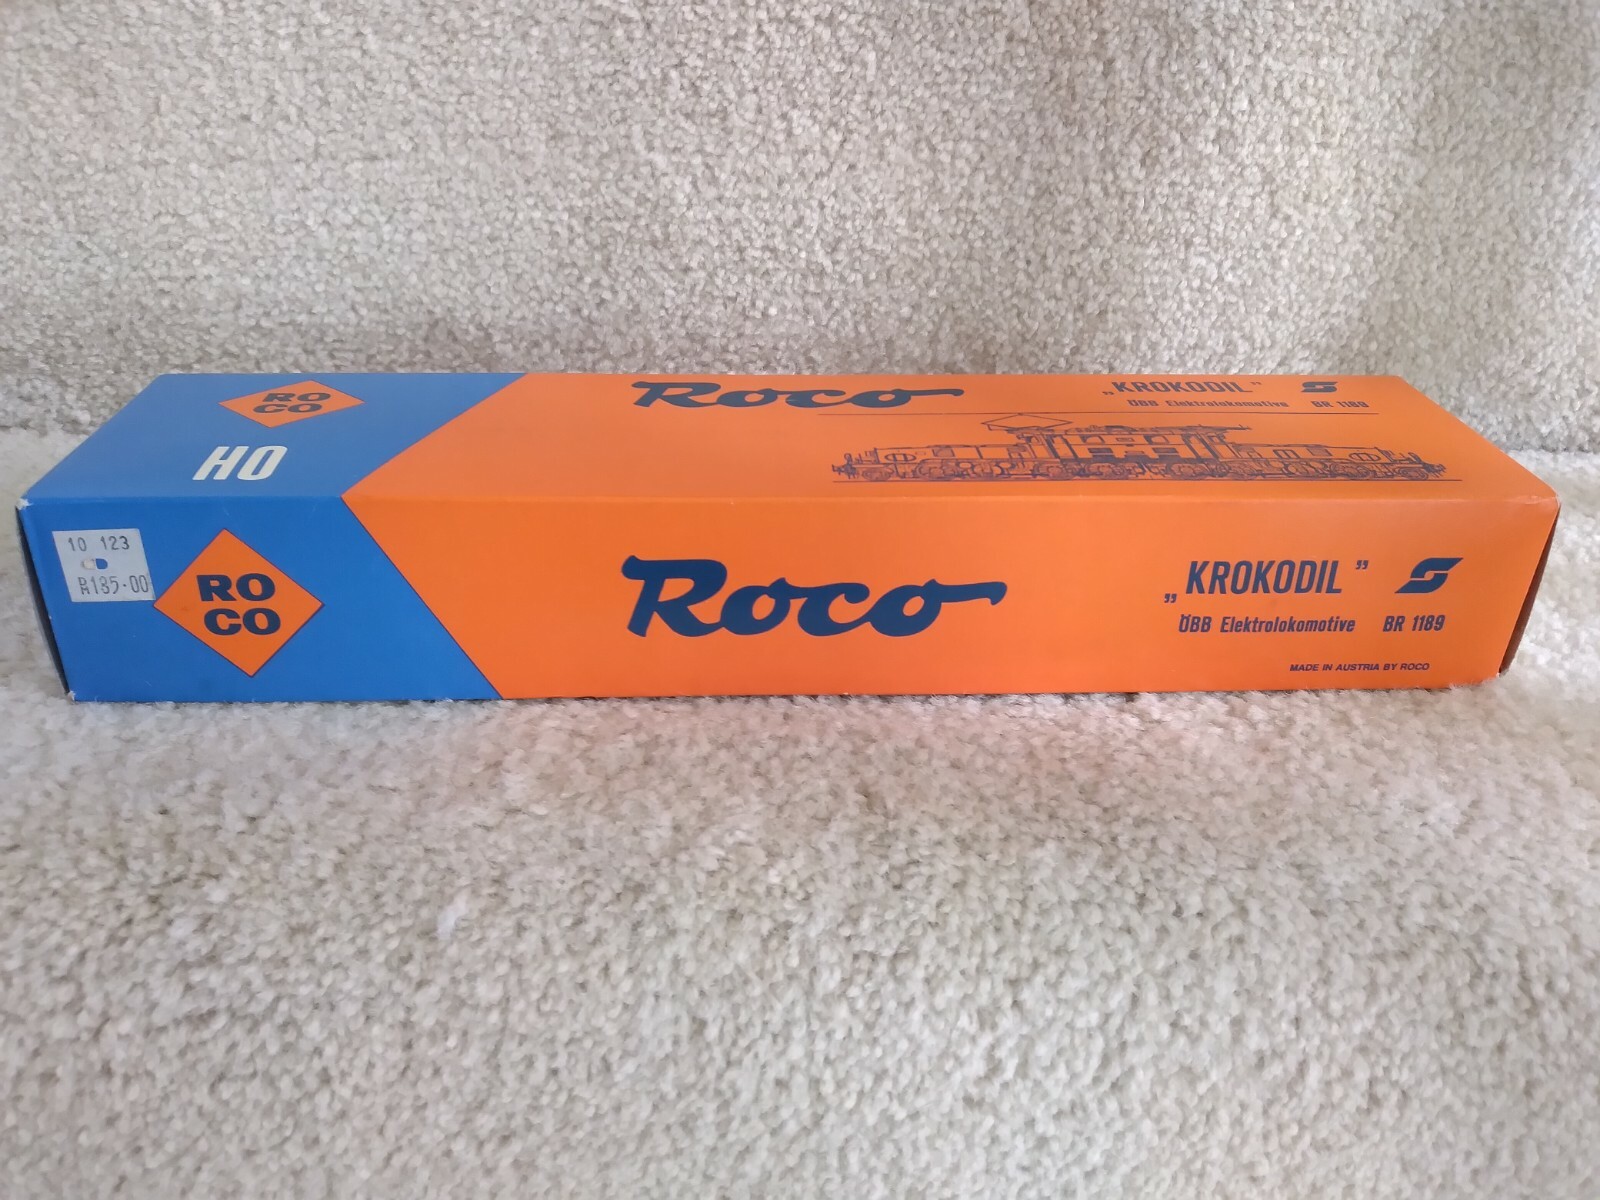 RO
CO
HO
Roco
„KROKODIL”
ÖBB Elektrolokomotive BR 1189
10 123
R185.00
RO
CO
Roco
„KROKODIL”
ÖBB Elektrolokomotive BR 1189
MADE IN AUSTRIA BY ROCO